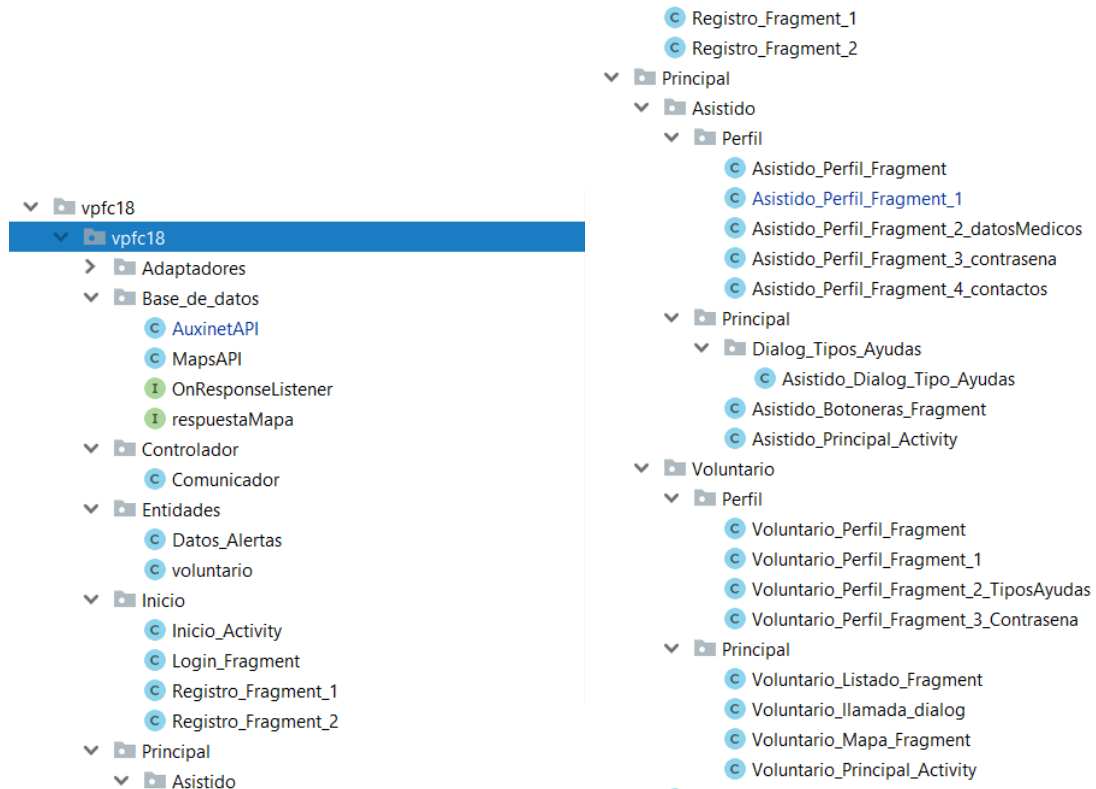 vpfc18
vpfc18
Adaptadores
Base_de_datos
C AuxinetAPI
C MapsAPI
I OnResponseListener
I respuestaMapa
Controlador
C Comunicador
Entidades
C Datos_Alertas
C voluntario
Inicio
C Inicio_Activity
C Login_Fragment
C Registro_Fragment_1
C Registro_Fragment_2
Principal
Asistido
C Registro_Fragment_1
C Registro_Fragment_2
Principal
Asistido
Perfil
C Asistido_Perfil_Fragment
C Asistido_Perfil_Fragment_1
C Asistido_Perfil_Fragment_2_datosMedicos
C Asistido_Perfil_Fragment_3_contrasena
C Asistido_Perfil_Fragment_4_contactos
Principal
Dialog_Tipos_Ayudas
C Asistido_Dialog_Tipo_Ayudas
C Asistido_Botoneras_Fragment
C Asistido_Principal_Activity
Voluntario
Perfil
C Voluntario_Perfil_Fragment
C Voluntario_Perfil_Fragment_1
C Voluntario_Perfil_Fragment_2_TiposAyudas
C Voluntario_Perfil_Fragment_3_Contrasena
Principal
C Voluntario_Listado_Fragment
C Voluntario_llamada_dialog
C Voluntario_Mapa_Fragment
C Voluntario_Principal_Activity